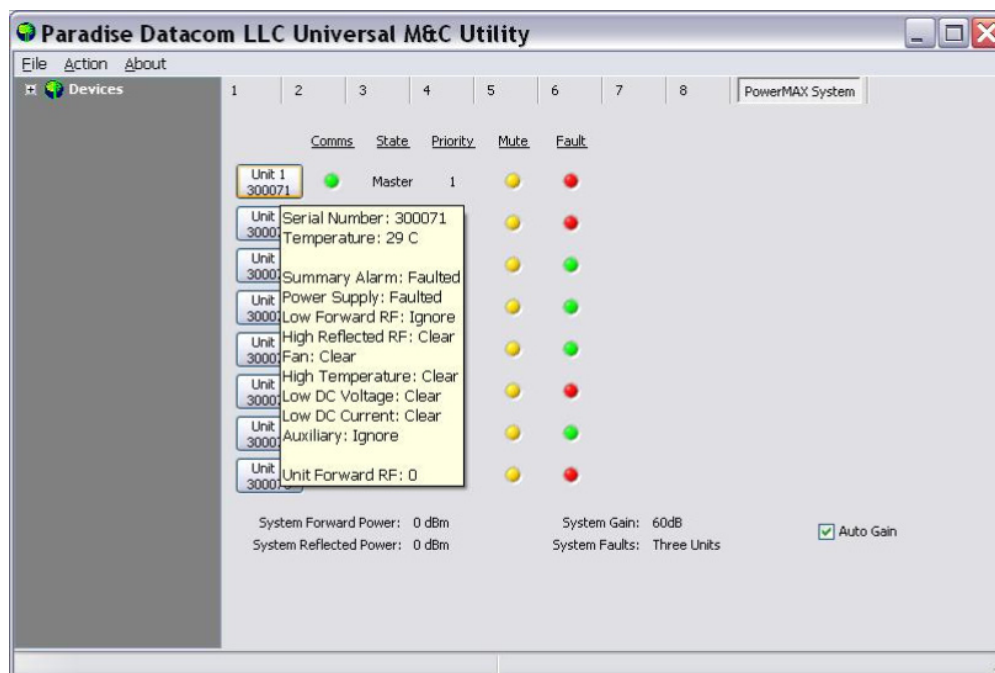 Paradise Datacom LLC Universal M&C Utility
File Action About
Devices
1 2 3 4 5 6 7 8 PowerMAX System
Comms State Priority Mute Fault
Unit 1
300071
Master 1
Unit
Unit
Unit
Unit
Unit
Unit
Unit
Serial Number: 300071
Temperature: 29 C
Summary Alarm: Faulted
Power Supply: Faulted
Low Forward RF: Ignore
High Reflected RF: Clear
Fan: Clear
High Temperature: Clear
Low DC Voltage: Clear
Low DC Current: Clear
Auxiliary: Ignore
Unit Forward RF: 0
System Forward Power: 0 dBm
System Gain: 60dB
Auto Gain
System Reflected Power: 0 dBm
System Faults: Three Units